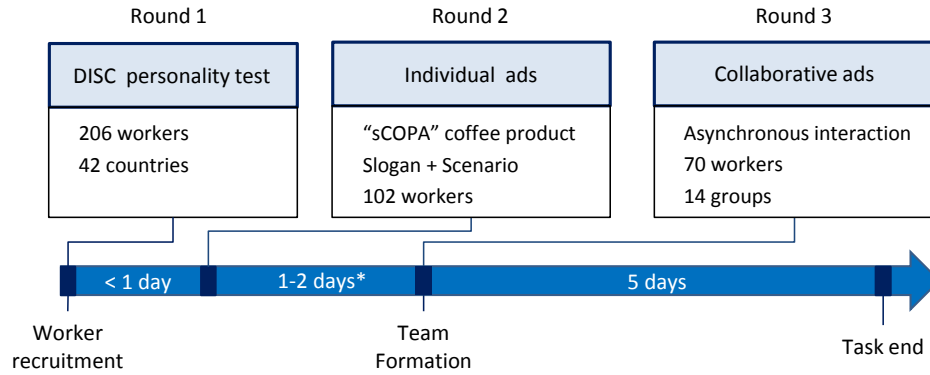 Round 1
Round 2
Round 3
DISC personality test
Individual ads
Collaborative ads
206 workers
42 countries
“sCOPA” coffee product
Slogan + Scenario
102 workers
Asynchronous interaction
70 workers
14 groups
< 1 day
1-2 days*
5 days
Worker
recruitment
Team
Formation
Task end